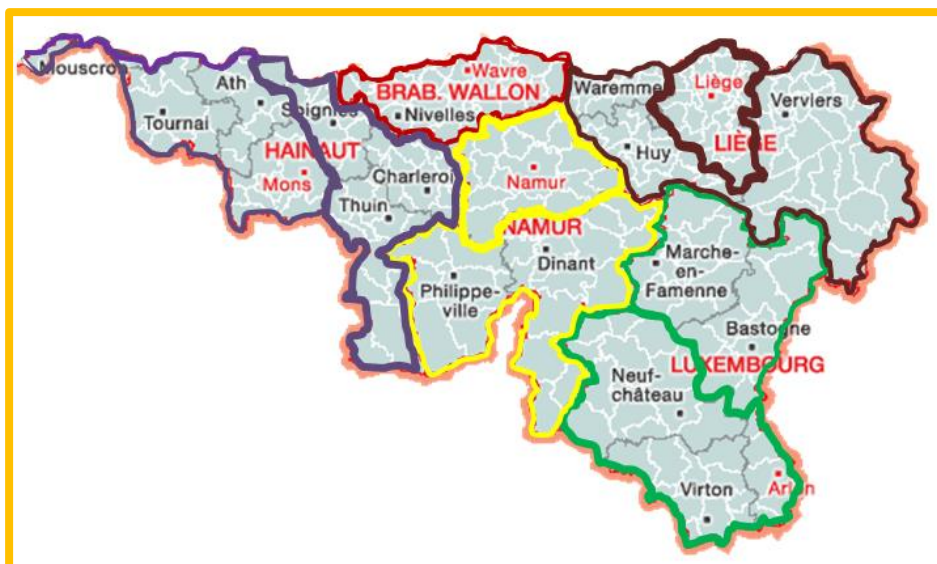 Mouscron
Ath
Tournai
Soignies
HAINAUT
Mons
Charleroi
Thuin
Wavre
BRAB. WALLON
Nivelles
Waremme
Huy
Liège
LIÈGE
Verviers
Namur
NAMUR
Dinant
Philippe-
ville
Marche-
en-
Famenne
Bastogne
LUXEMBOURG
Neuf-
château
Virton
Arlon